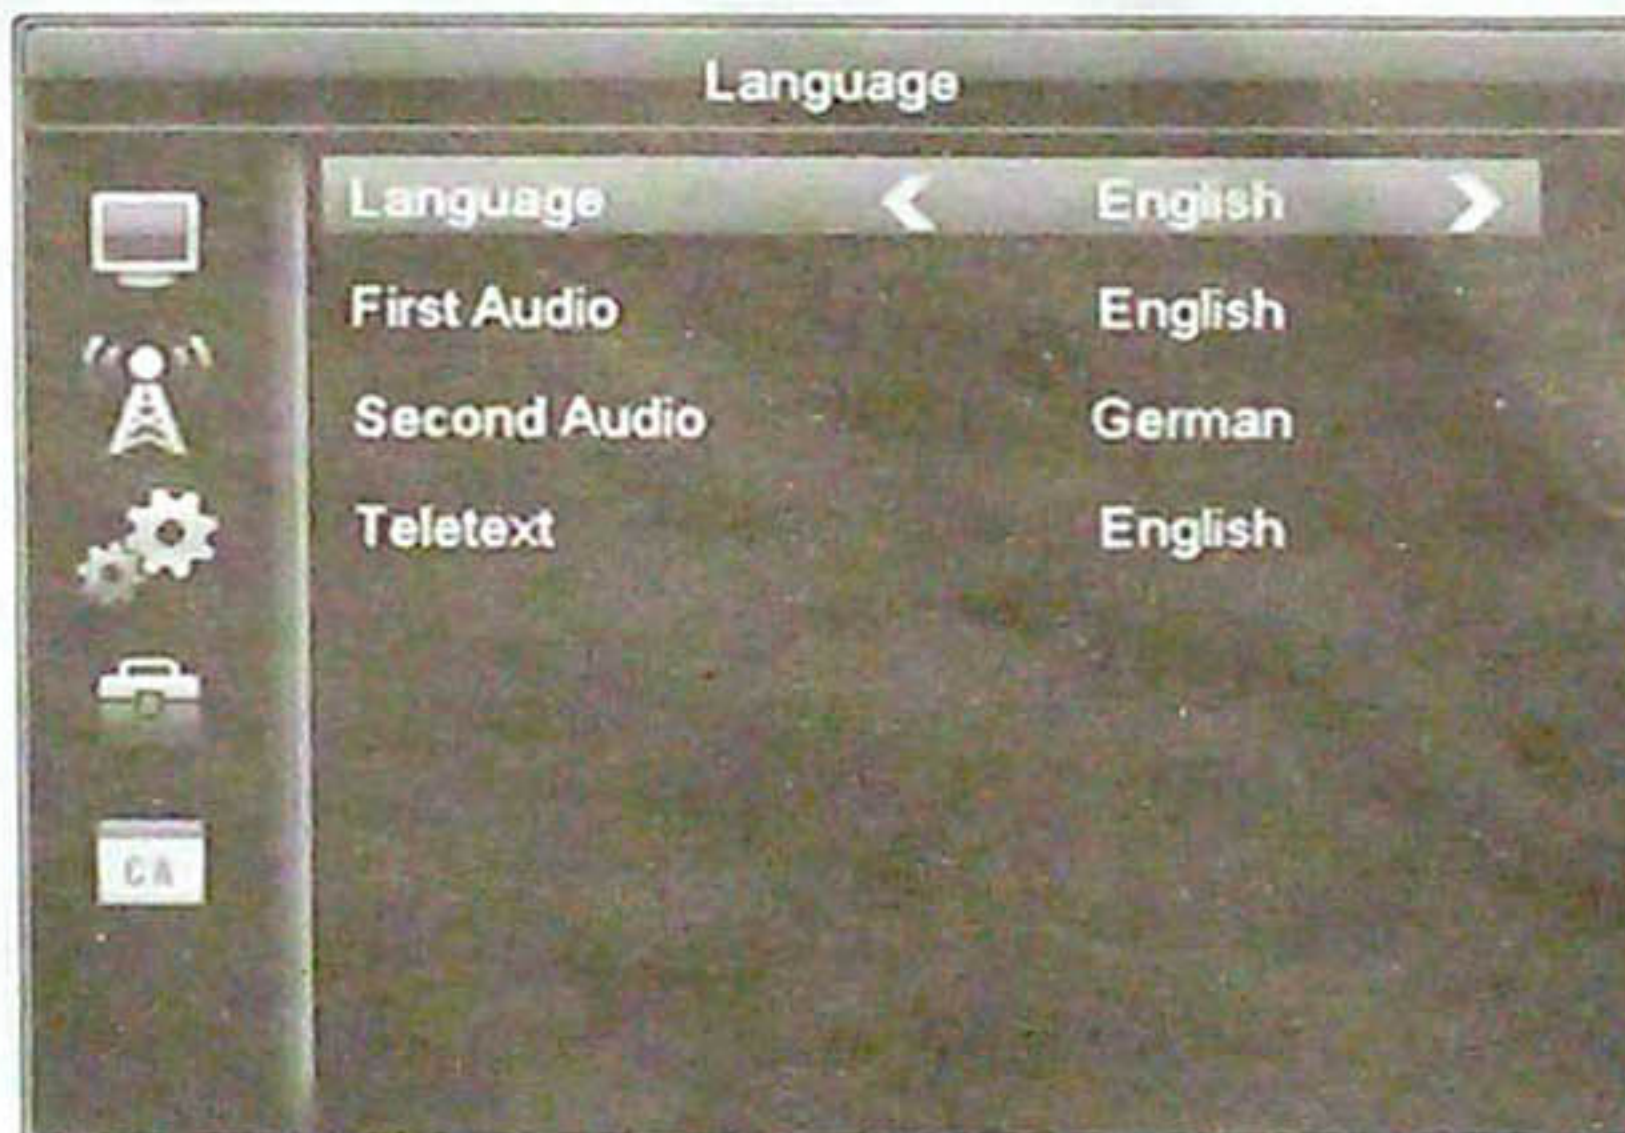 Language
Language English
First Audio English
Second Audio German
Teletext English
CA